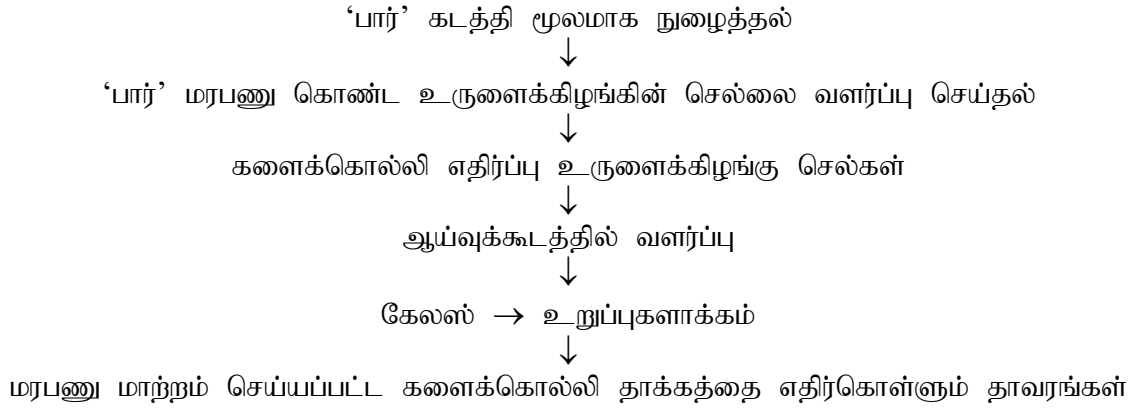 ‘பார்’ கடத்தி மூலமாக நுழைத்தல்
↓
‘பார்’ மரபணு கொண்ட உருளைக்கிழங்கின் செல்லை வளர்ப்பு செய்தல்
↓
களைக்கொல்லி எதிர்ப்பு உருளைக்கிழங்கு செல்கள்
↓
ஆய்வுக்கூடத்தில் வளர்ப்பு
↓
கேலஸ் → உறுப்புகளாக்கம்
↓
மரபணு மாற்றம் செய்யப்பட்ட களைக்கொல்லி தாக்கத்தை எதிர்கொள்ளும் தாவரங்கள்